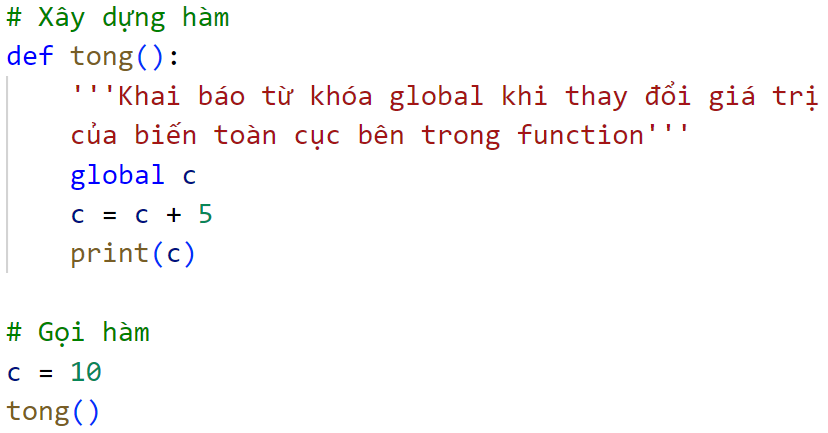 # Xây dựng hàm
def tong():
    '''Khai báo từ khóa global khi thay đổi giá trị
    của biến toàn cục bên trong function'''
    global c
    c = c + 5
    print(c)
# Gọi hàm
c = 10
tong()